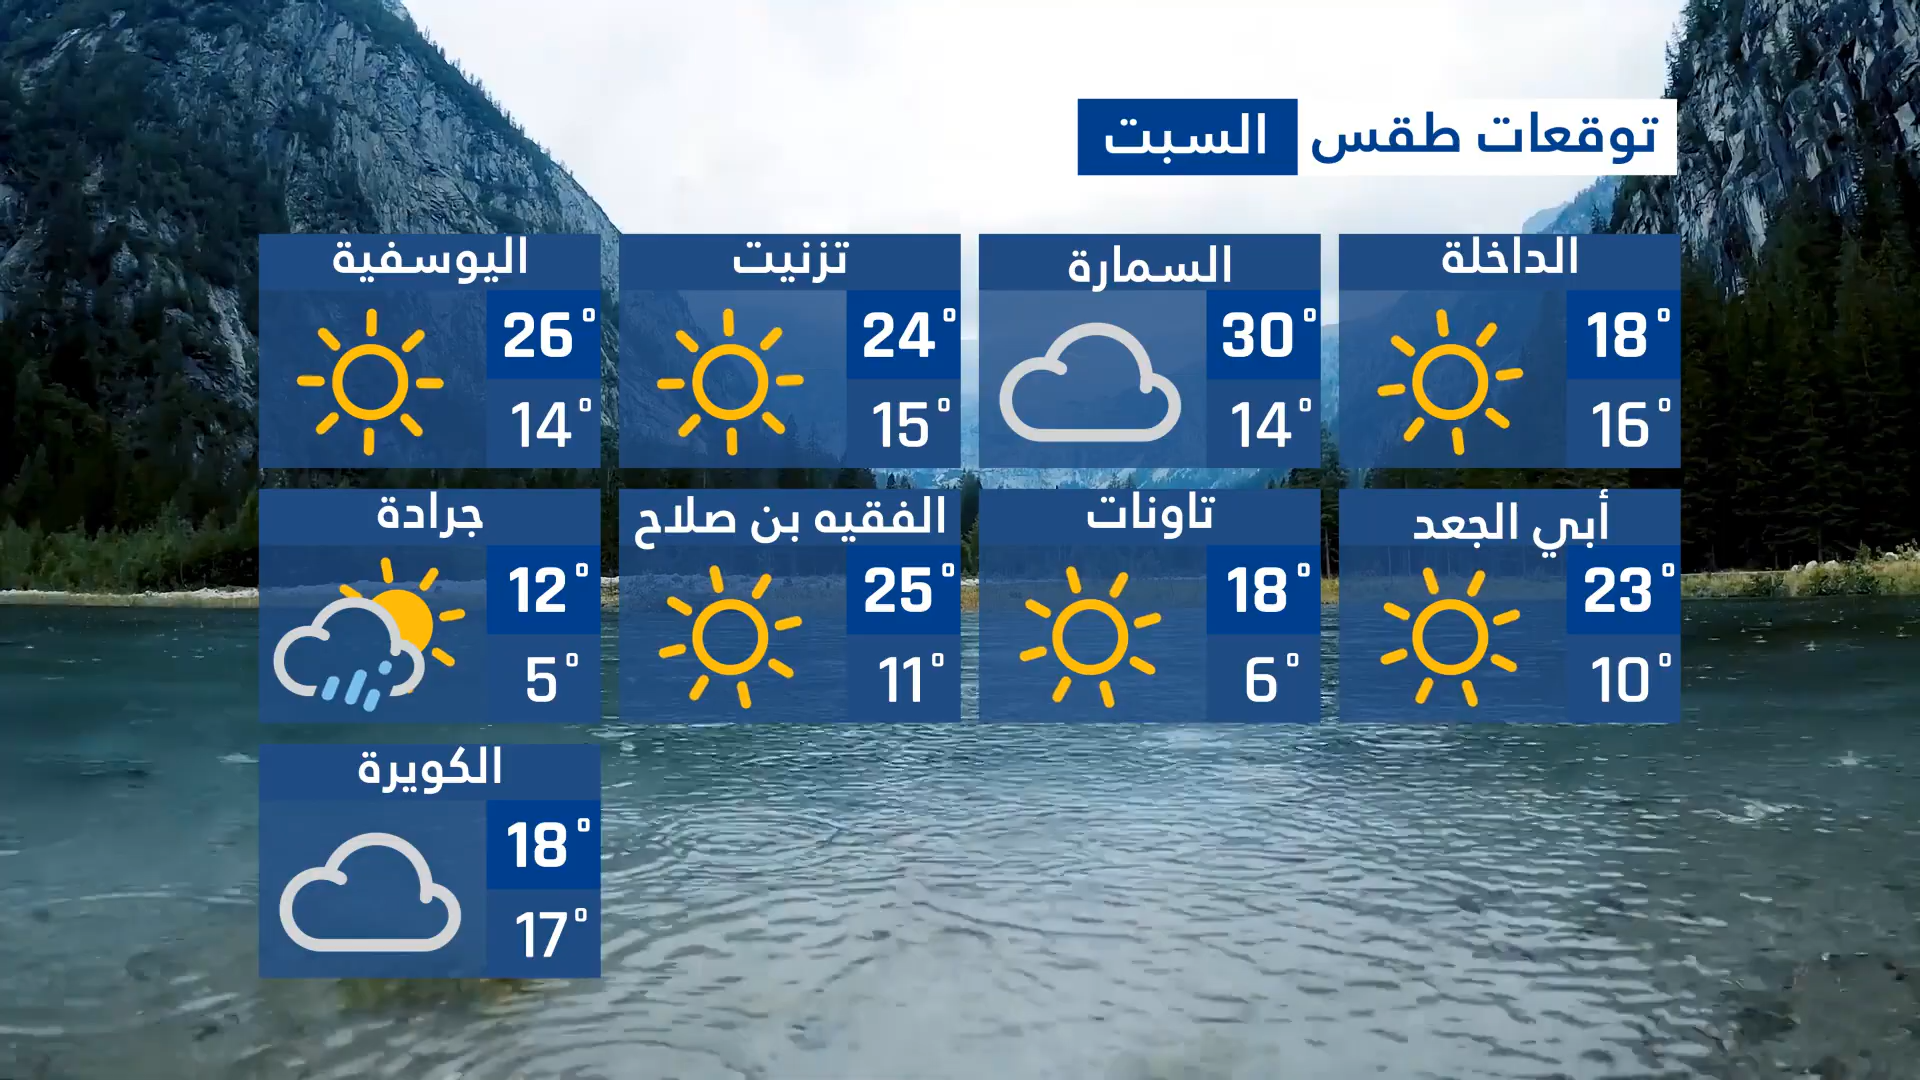 توقعات طقس السبت
الداخلة
18°
16°
السمارة
30°
14°
تزنيت
24°
15°
اليوسفية
26°
14°
أبي الجعد
23°
10°
تاونات
18°
6°
الفقيه بن صلاح
25°
11°
جرادة
12°
5°
الكويرة
18°
17°